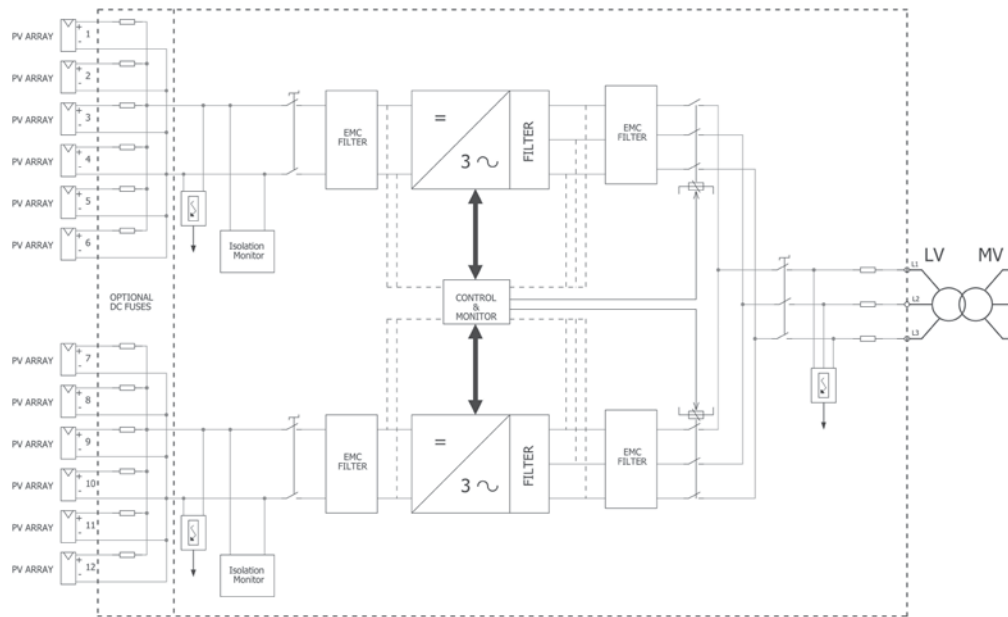 PV ARRAY + - 1
PV ARRAY + - 2
PV ARRAY + - 3
PV ARRAY + - 4
PV ARRAY + - 5
PV ARRAY + - 6
OPTIONAL
DC FUSES
Isolation
Monitor
EMC
FILTER
=
3 ~
FILTER
EMC
FILTER
CONTROL
&
MONITOR
PV ARRAY + - 7
PV ARRAY + - 8
PV ARRAY + - 9
PV ARRAY + - 10
PV ARRAY + - 11
PV ARRAY + - 12
Isolation
Monitor
EMC
FILTER
=
3 ~
FILTER
EMC
FILTER
L1
L2
L3
LV
MV